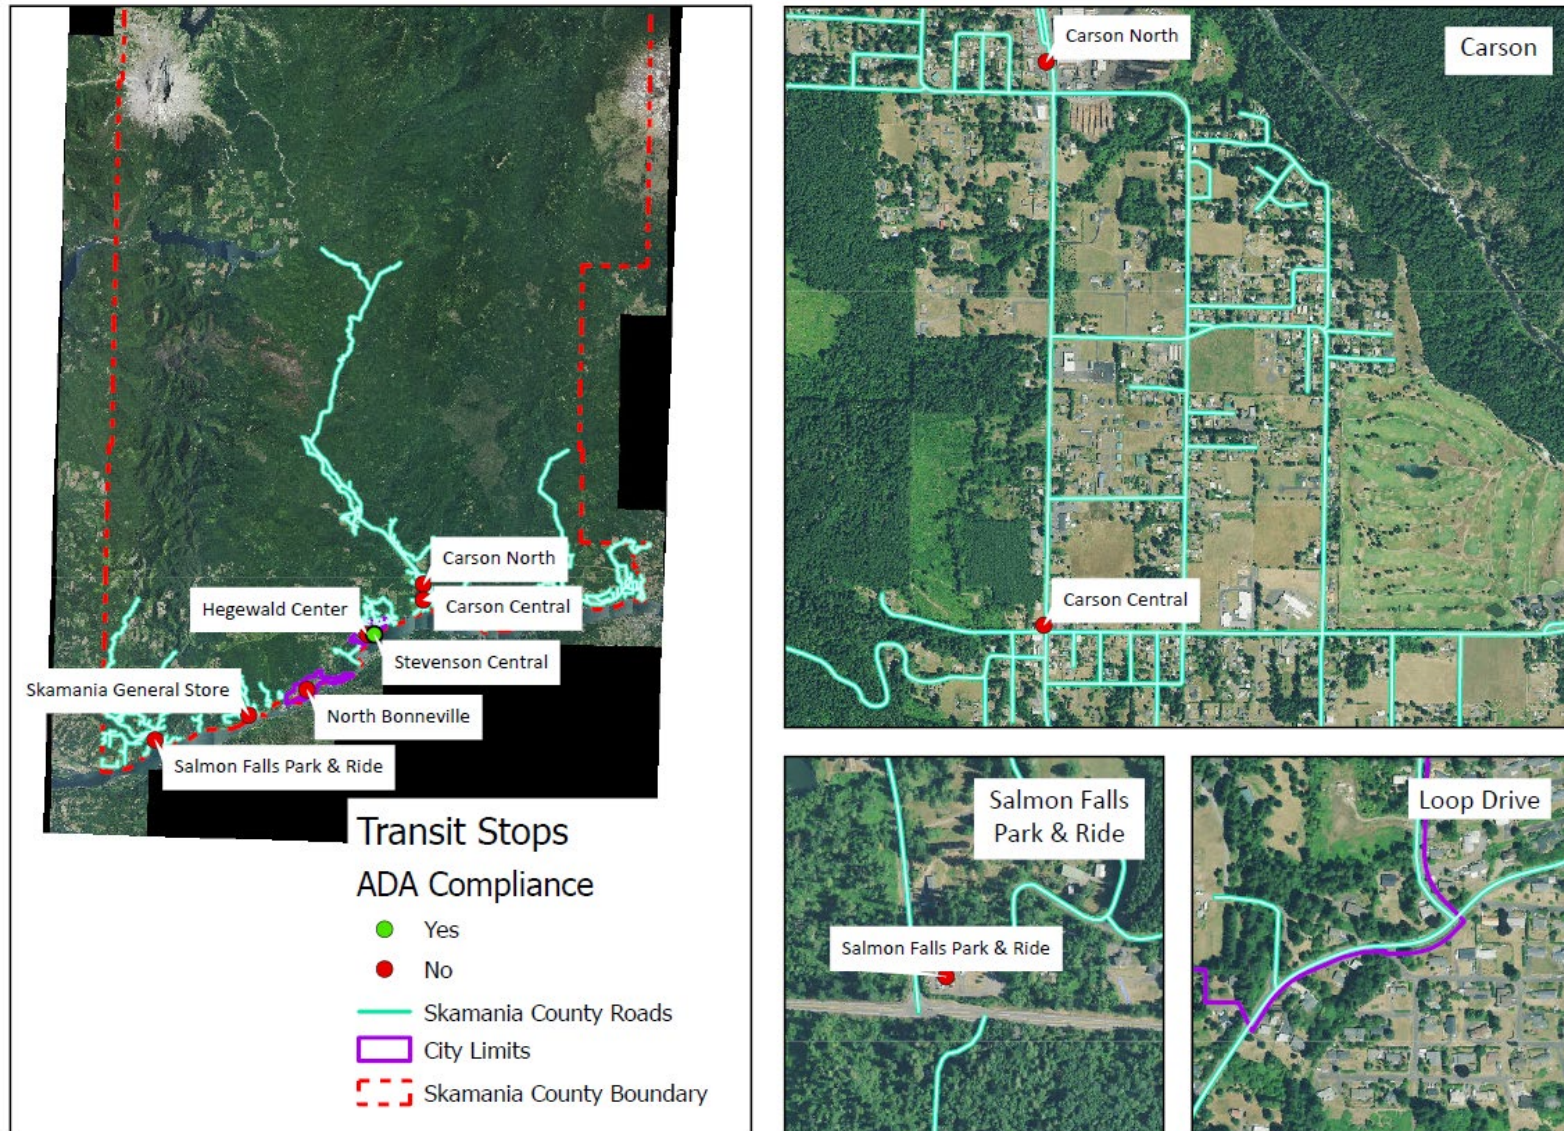 Carson North
Carson Central
Hegewald Center
Stevenson Central
Skamania General Store
North Bonneville
Salmon Falls Park & Ride
Transit Stops
ADA Compliance
Yes
No
Skamania County Roads
City Limits
Skamania County Boundary
Carson North
Carson
Carson Central
Salmon Falls
Park & Ride
Salmon Falls Park & Ride
Loop Drive